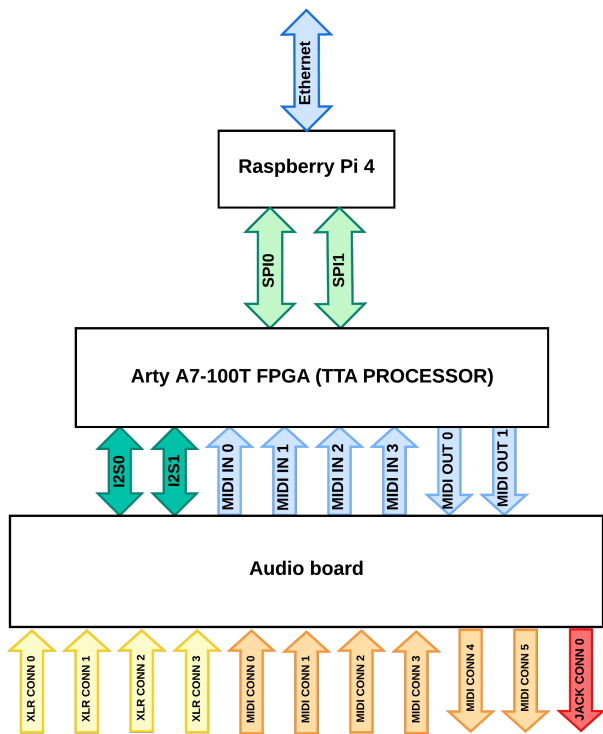 Ethernet
Raspberry Pi 4
SPI0
SPI1
Arty A7-100T FPGA (TTA PROCESSOR)
I2S0
I2S1
MIDI IN 0
MIDI IN 1
MIDI IN 2
MIDI IN 3
MIDI OUT 0
MIDI OUT 1
Audio board
XLR CONN 0
XLR CONN 1
XLR CONN 2
XLR CONN 3
MIDI CONN 0
MIDI CONN 1
MIDI CONN 2
MIDI CONN 3
MIDI CONN 4
MIDI CONN 5
JACK CONN 0